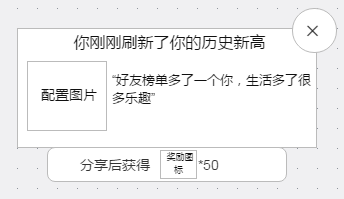 你刚刚刷新了你的历史新高
配置图片
“好友榜单多了一个你，生活多了很
多乐趣”
分享后获得
奖励图
标
*50